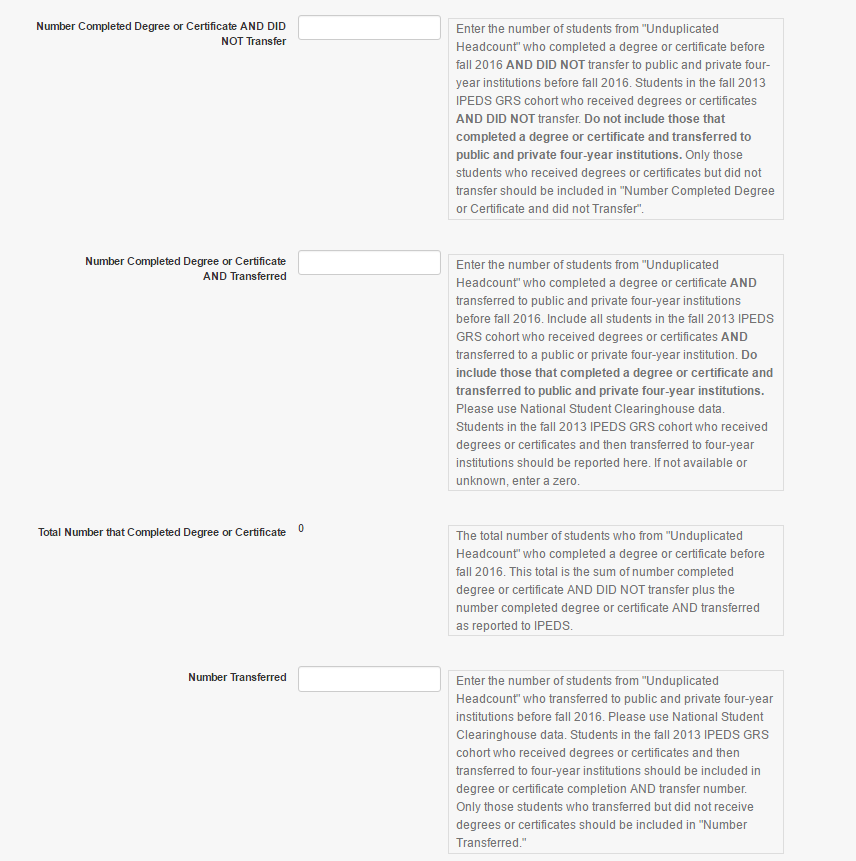 Number Completed Degree or Certificate AND DID
NOT Transfer
Enter the number of students from "Unduplicated
Headcount" who completed a degree or certificate before
fall 2016 AND DID NOT transfer to public and private four-
year institutions before fall 2016. Students in the fall 2013
IPEDS GRS cohort who received degrees or certificates
AND DID NOT transfer. Do not include those that
completed a degree or certificate and transferred to
public and private four-year institutions. Only those
students who received degrees or certificates but did not
transfer should be included in "Number Completed Degree
or Certificate and did not Transfer".
Number Completed Degree or Certificate
AND Transferred
Enter the number of students from "Unduplicated
Headcount" who completed a degree or certificate AND
transferred to public and private four-year institutions
before fall 2016. Include all students in the fall 2013 IPEDS
GRS cohort who received degrees or certificates AND
transferred to a public or private four-year institution. Do
include those that completed a degree or certificate and
transferred to public and private four-year institutions.
Please use National Student Clearinghouse data.
Students in the fall 2013 IPEDS GRS cohort who received
degrees or certificates and then transferred to four-year
institutions should be reported here. If not available or
unknown, enter a zero.
Total Number that Completed Degree or Certificate 0
The total number of students who from "Unduplicated
Headcount" who completed a degree or certificate before
fall 2016. This total is the sum of number completed
degree or certificate AND DID NOT transfer plus the
number completed degree or certificate AND transferred
as reported to IPEDS.
Number Transferred
Enter the number of students from "Unduplicated
Headcount" who transferred to public and private four-year
institutions before fall 2016. Please use National Student
Clearinghouse data. Students in the fall 2013 IPEDS GRS
cohort who received degrees or certificates and then
transferred to four-year institutions should be included in
degree or certificate completion AND transfer number.
Only those students who transferred but did not receive
degrees or certificates should be included in "Number
Transferred."